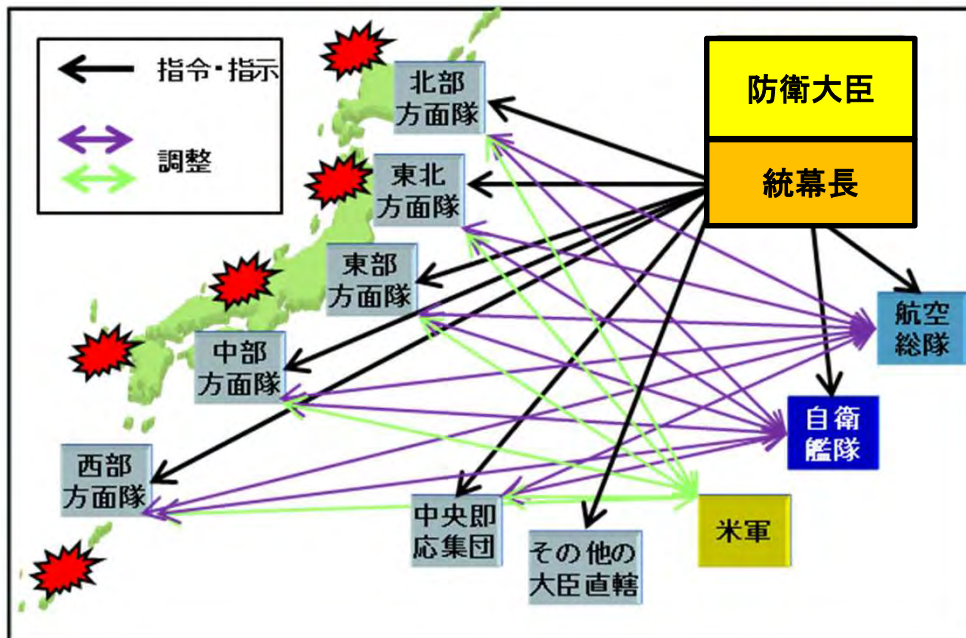 指令・指示
調整
防衛大臣
統幕長
北部
方面隊
東北
方面隊
東部
方面隊
中部
方面隊
西部
方面隊
航空
総隊
自衛
艦隊
中央即
応集団
その他の
大臣直轄
米軍